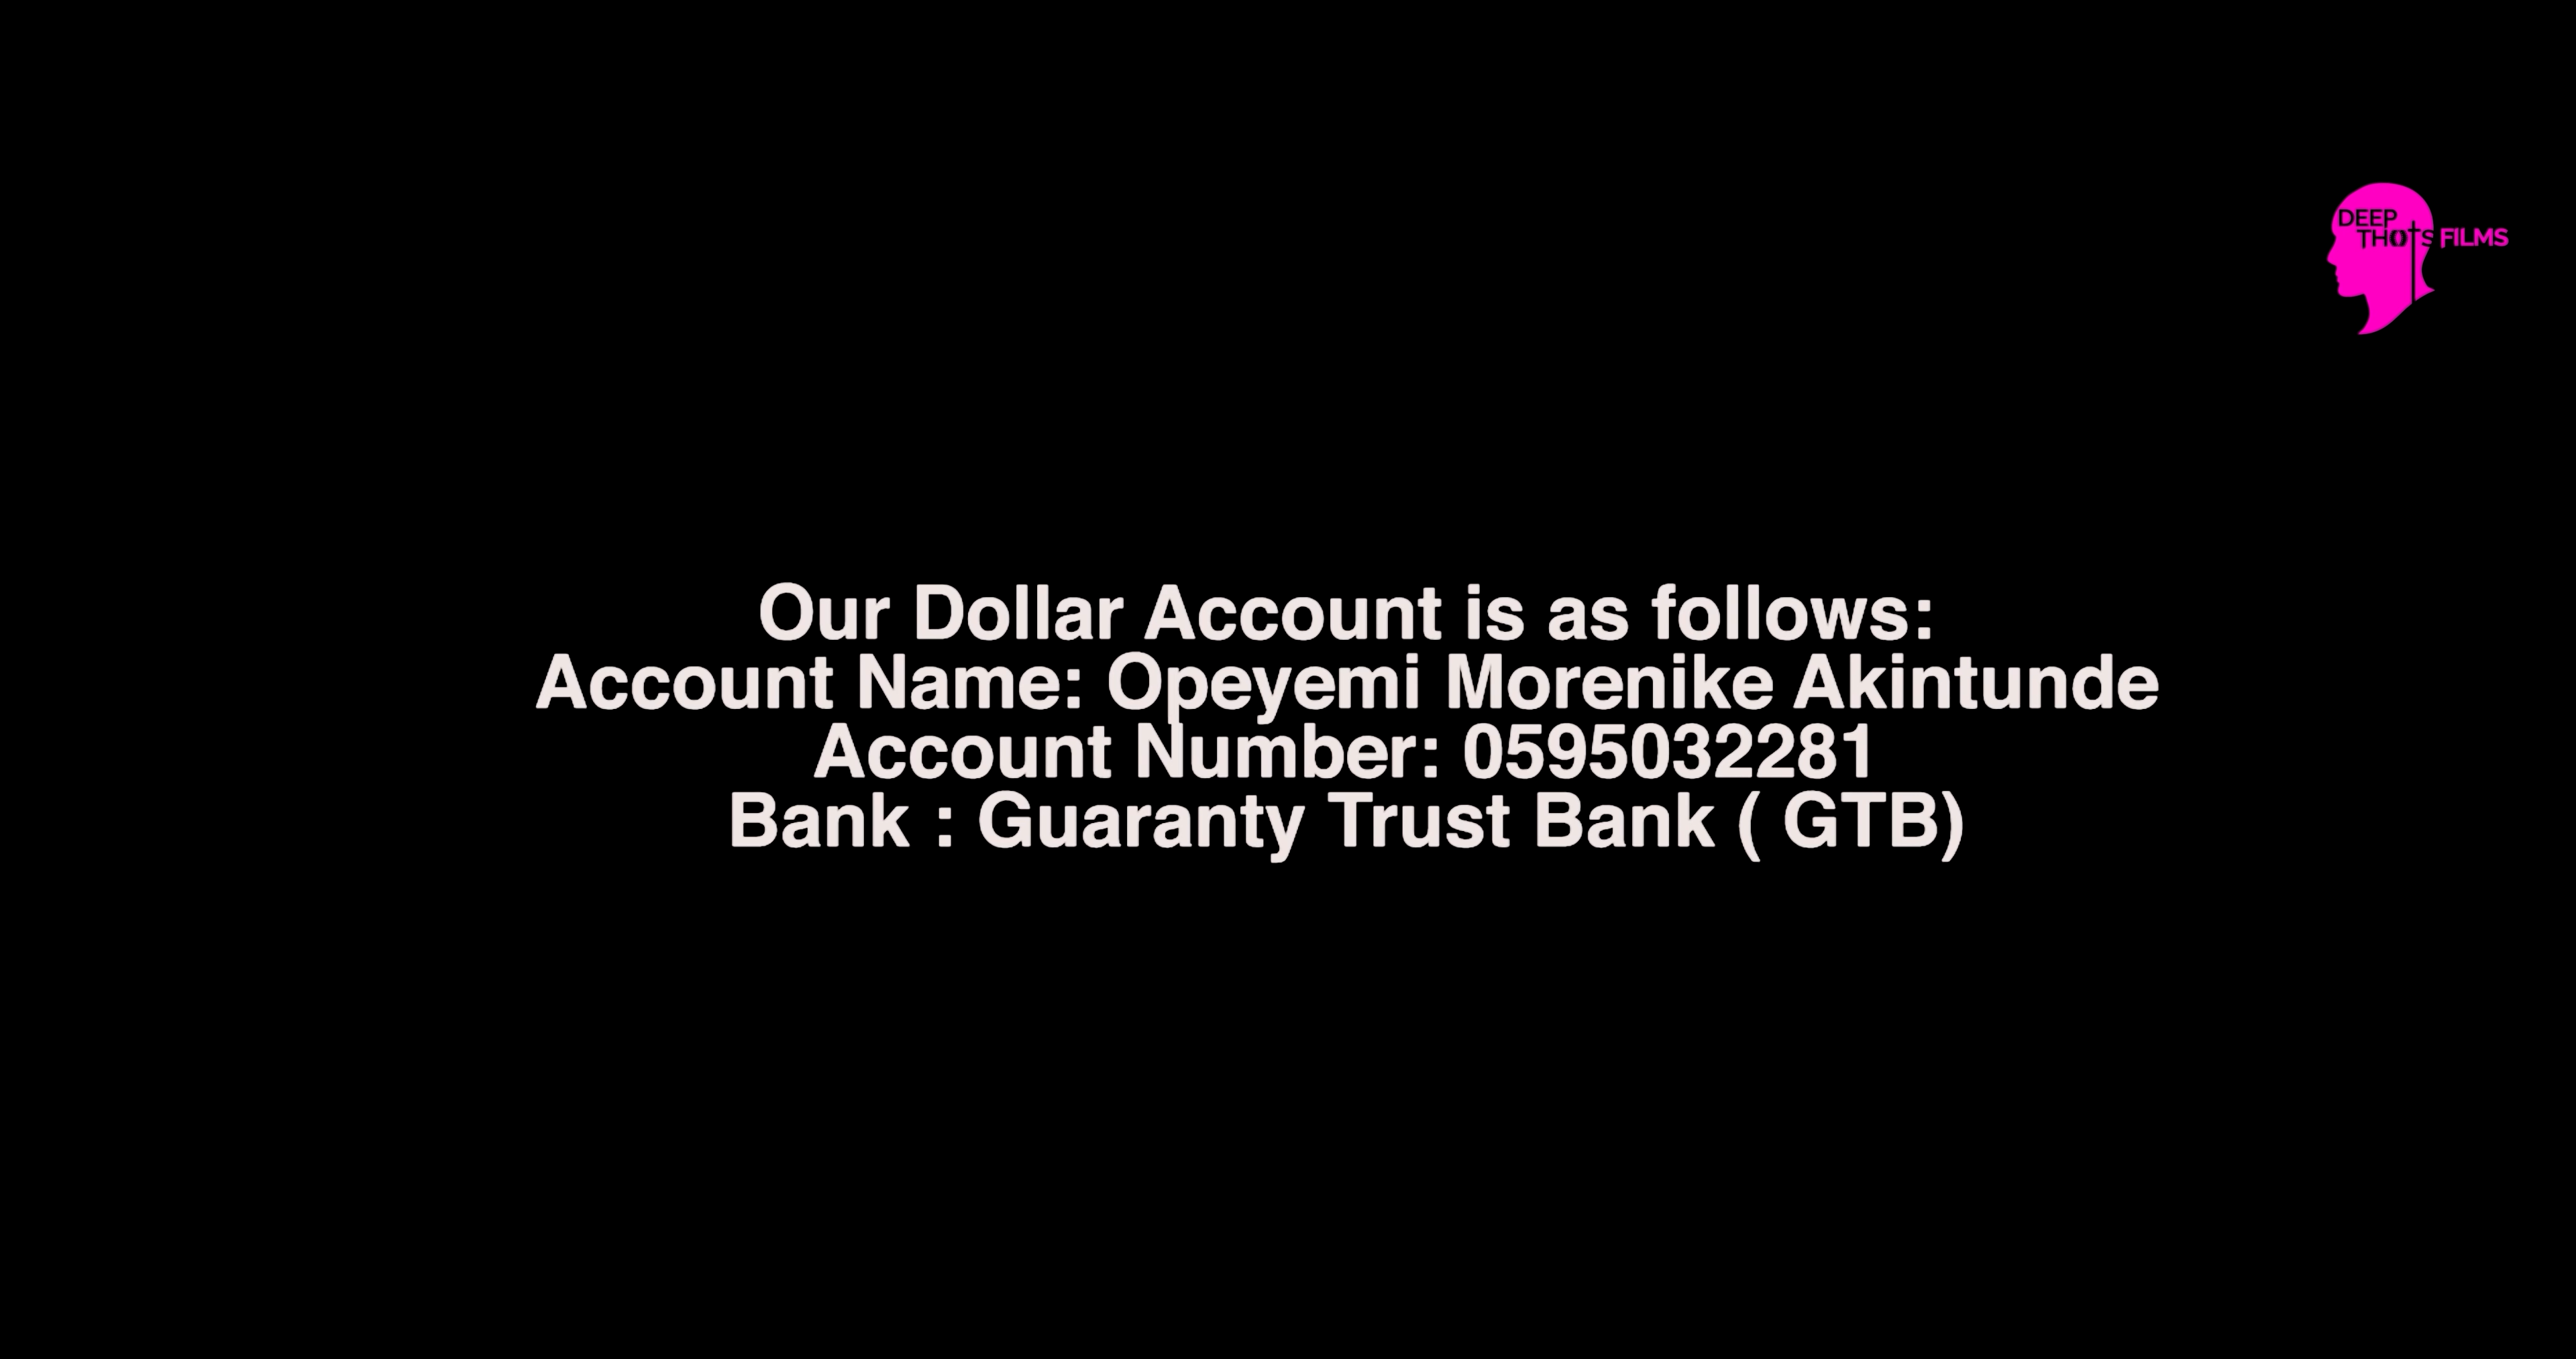 DEEP
THOTS FILMS
Our Dollar Account is as follows:
Account Name: Opeyemi Morenike Akintunde
Account Number: 0595032281
Bank : Guaranty Trust Bank ( GTB)